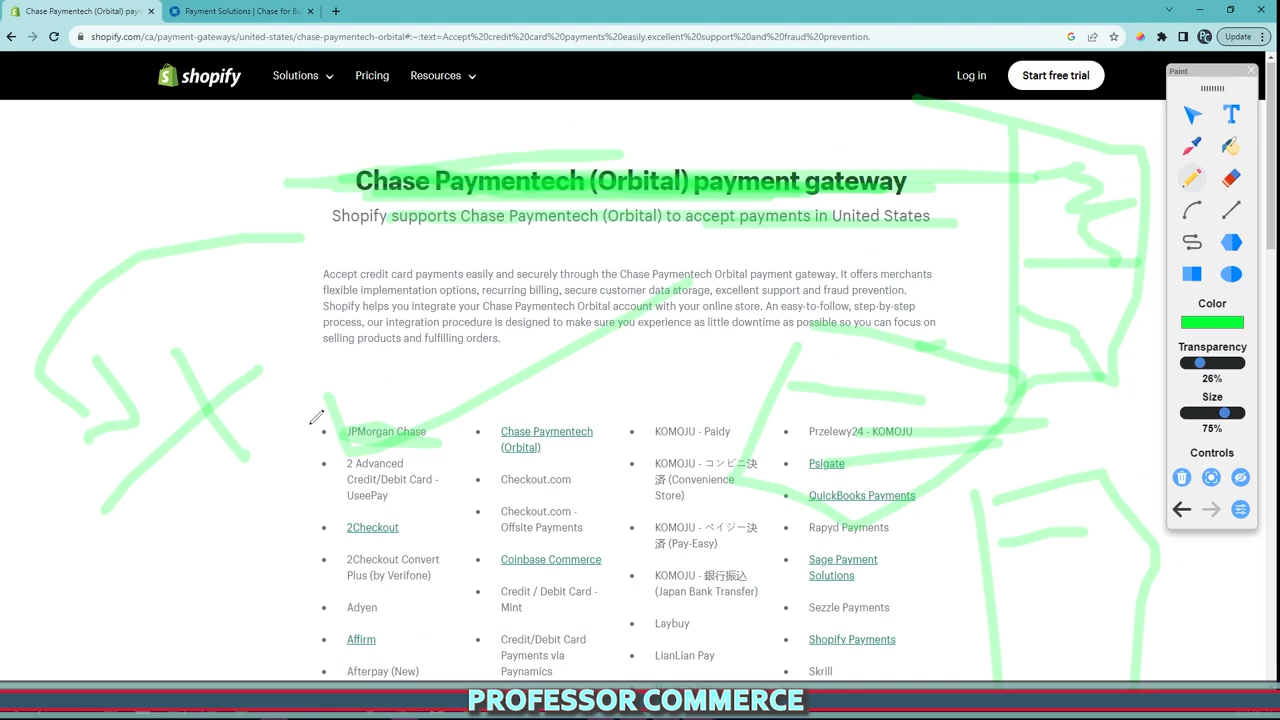 Chase Paymentech (Orbital) pay
Payment Solutions | Chase for Bu
shopify.com/ca/payment-gateways/united-states/chase-paymentech-orbital#:~:text=Accept%20credit%20card%20payments%20easily,excellent%20support%20and%20fraud%20prevention.
Update
shopify
Solutions
Pricing
Resources
Log in
Start free trial
Chase Paymentech (Orbital) payment gateway
Shopify supports Chase Paymentech (Orbital) to accept payments in United States
Accept credit card payments easily and securely through the Chase Paymentech Orbital payment gateway. It offers merchants
flexible implementation options, recurring billing, secure customer data storage, excellent support and fraud prevention.
Shopify helps you integrate your Chase Paymentech Orbital account with your online store. An easy-to-follow, step-by-step
process, our integration procedure is designed to make sure you experience as little downtime as possible so you can focus on
selling products and fulfilling orders.
JPMorgan Chase
2 Advanced
Credit/Debit Card -
UseePay
2Checkout
2Checkout Convert
Plus (by Verifone)
Adyen
Affirm
Afterpay (New)
Chase Paymentech
(Orbital)
Checkout.com
Checkout.com -
Offsite Payments
Coinbase Commerce
Credit / Debit Card -
Mint
Credit/Debit Card
Payments via
Paynamics
KOMOJU - Paidy
KOMOJU - コンビニ決
済 (Convenience
Store)
KOMOJU - ペイジー決
済 (Pay-Easy)
KOMOJU - 銀行振込
(Japan Bank Transfer)
Laybuy
LianLian Pay
Przelewy24 - KOMOJU
Psigate
QuickBooks Payments
Rapyd Payments
Sage Payment
Solutions
Sezzle Payments
Shopify Payments
Skrill
Paint
Color
Transparency
26%
Size
75%
Controls
PROFESSOR COMMERCE